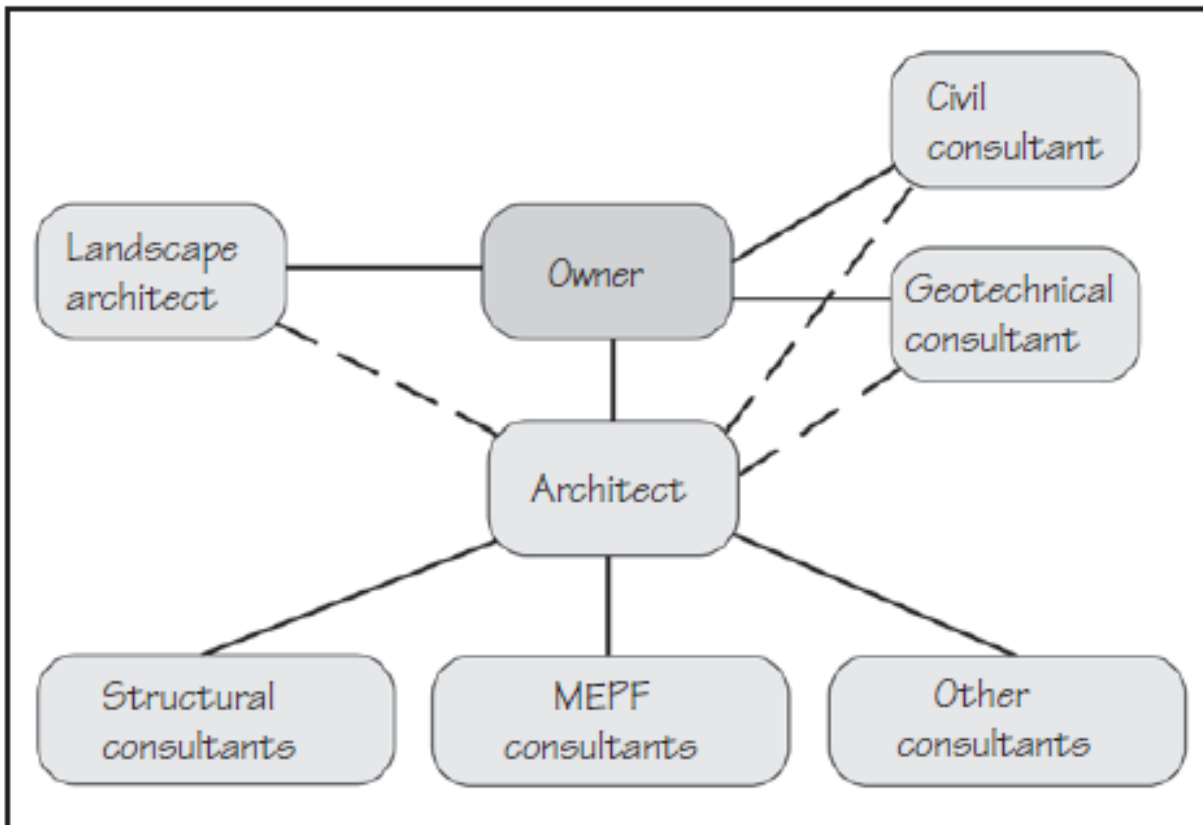 Civil
consultant
Landscape
architect
Owner
Geotechnical
consultant
Architect
Structural
consultants
MEPF
consultants
Other
consultants